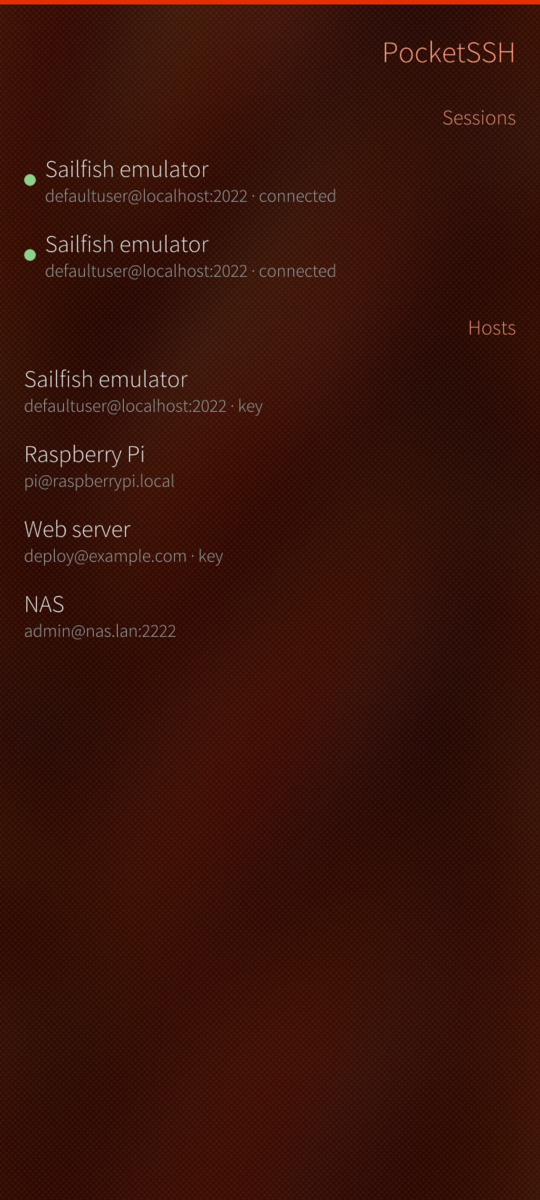 PocketSSH
Sessions
Sailfish emulator
defaultuser@localhost:2022 · connected
Sailfish emulator
defaultuser@localhost:2022 · connected
Hosts
Sailfish emulator
defaultuser@localhost:2022 · key
Raspberry Pi
pi@raspberrypi.local
Web server
deploy@example.com · key
NAS
admin@nas.lan:2222